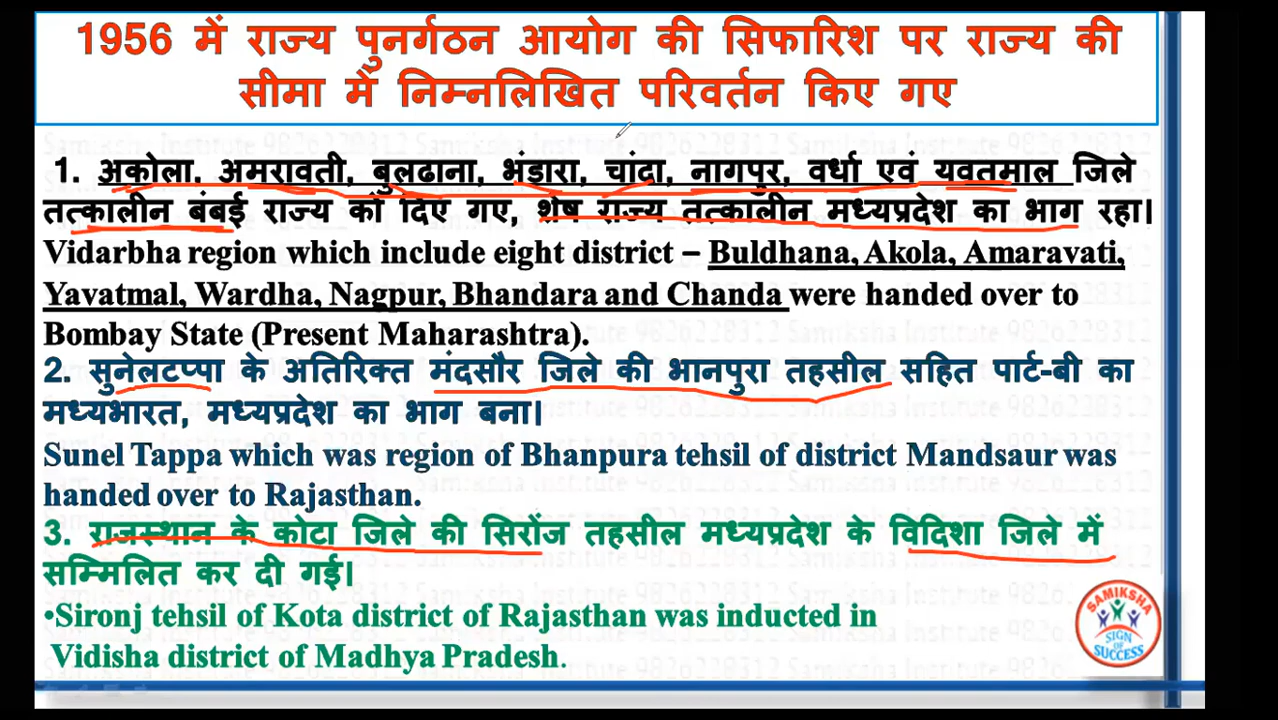 1956 में राज्य पुनर्गठन आयोग की सिफारिश पर राज्य की
सीमा में निम्नलिखित परिवर्तन किए गए
1. अकोला. अमरावती, बुलढाना, भंडारा, चांदा, नागपुर, वर्धा एवं यवतमाल जिले
तत्कालीन बंबई राज्य को दिए गए, शेष राज्य तत्कालीन मध्यप्रदेश का भाग रहा।
Vidarbha region which include eight district – Buldhana, Akola, Amaravati,
Yavatmal, Wardha, Nagpur, Bhandara and Chanda were handed over to
Bombay State (Present Maharashtra).
2. सुनेलटप्पा के अतिरिक्त मंदसौर जिले की भानपुरा तहसील सहित पार्ट-बी का
मध्यभारत, मध्यप्रदेश का भाग बना।
Sunel Tappa which was region of Bhanpura tehsil of district Mandsaur was
handed over to Rajasthan.
3. राजस्थान के कोटा जिले की सिरोंज तहसील मध्यप्रदेश के विदिशा जिले में
सम्मिलित कर दी गई।
•Sironj tehsil of Kota district of Rajasthan was inducted in
Vidisha district of Madhya Pradesh.
SAMIKSHA
SIGN
OF
SUCCESS